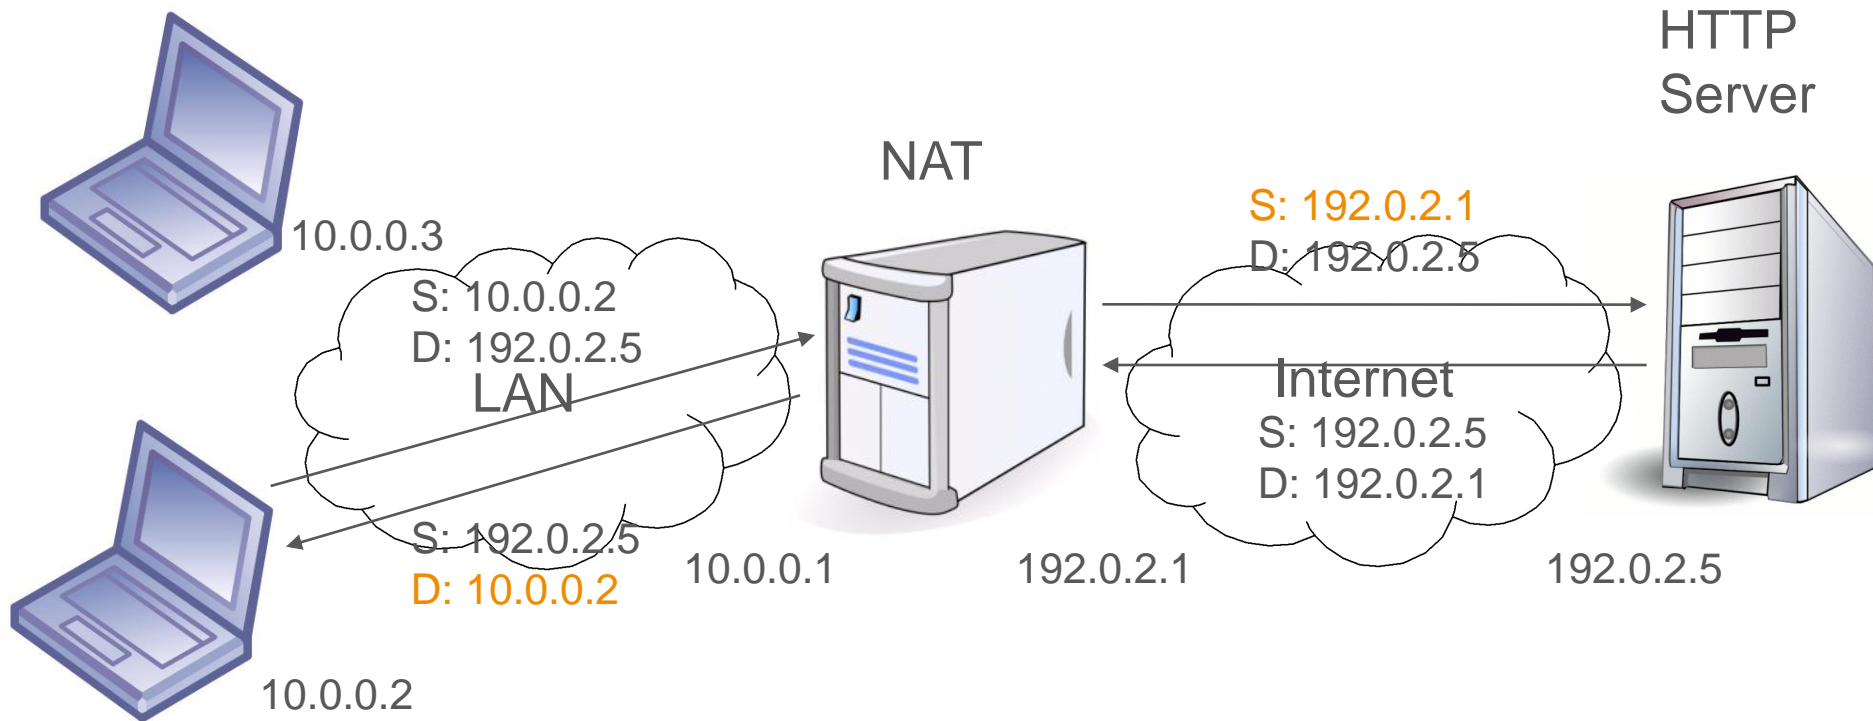 HTTP
Server
NAT
S: 192.0.2.1
D: 192.0.2.5
10.0.0.3
S: 10.0.0.2
D: 192.0.2.5
LAN
Internet
S: 192.0.2.5
D: 192.0.2.1
S: 192.0.2.5
D: 10.0.0.2
10.0.0.1
192.0.2.1
192.0.2.5
10.0.0.2